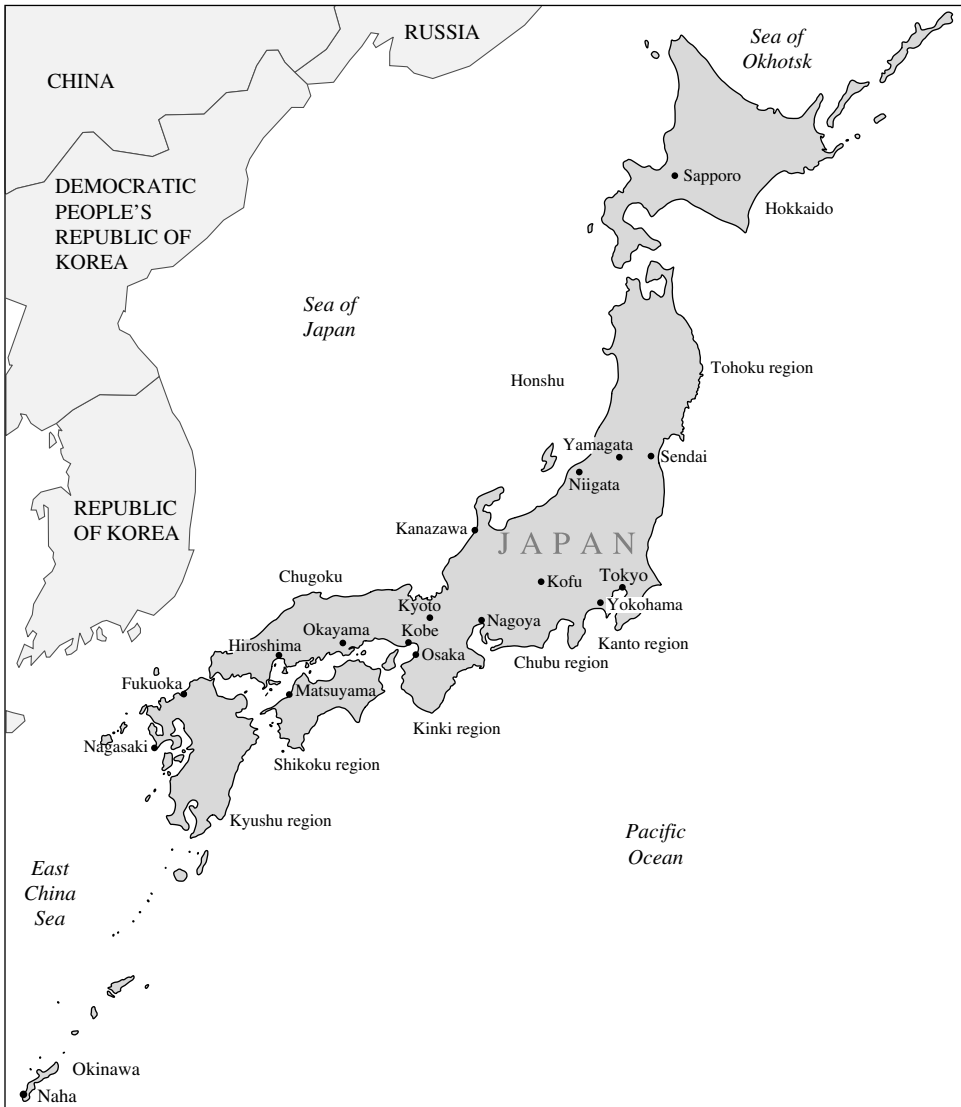 RUSSIA
Sea of
Okhotsk
CHINA
Sapporo
DEMOCRATIC
PEOPLE'S
REPUBLIC OF
KOREA
Hokkaido
Sea of
Japan
Tohoku region
Honshu
Yamagata
Sendai
Niigata
REPUBLIC
OF KOREA
Kanazawa
JAPAN
Chugoku
Kofu
Tokyo
Kyoto
Yokohama
Nagoya
Okayama
Kobe
Kanto region
Hiroshima
Osaka
Chubu region
Fukuoka
Matsuyama
Kinki region
Nagasaki
Shikoku region
Kyushu region
Pacific
Ocean
East
China
Sea
Okinawa
Naha